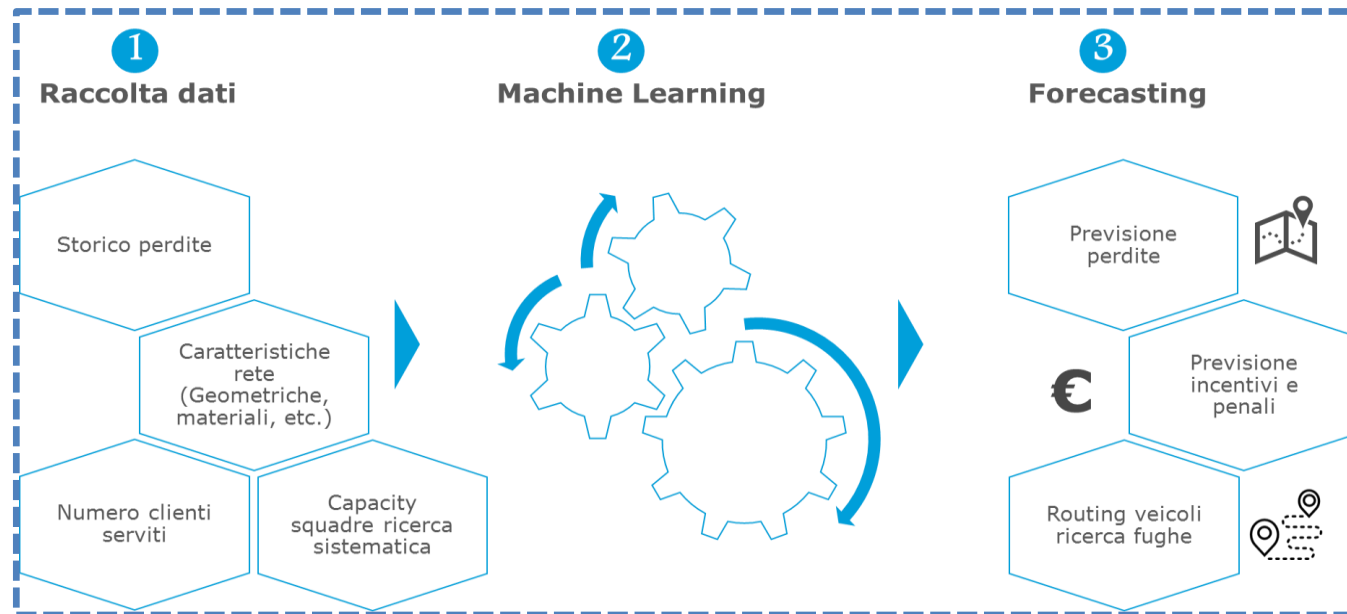 1
Raccolta dati
Storico perdite
Caratteristiche
rete
(Geometriche,
materiali, etc.)
Numero clienti
serviti
Capacity
squadre ricerca
sistematica
2
Machine Learning
3
Forecasting
Previsione
perdite
€
Previsione
incentivi e
penali
Routing veicoli
ricerca fughe